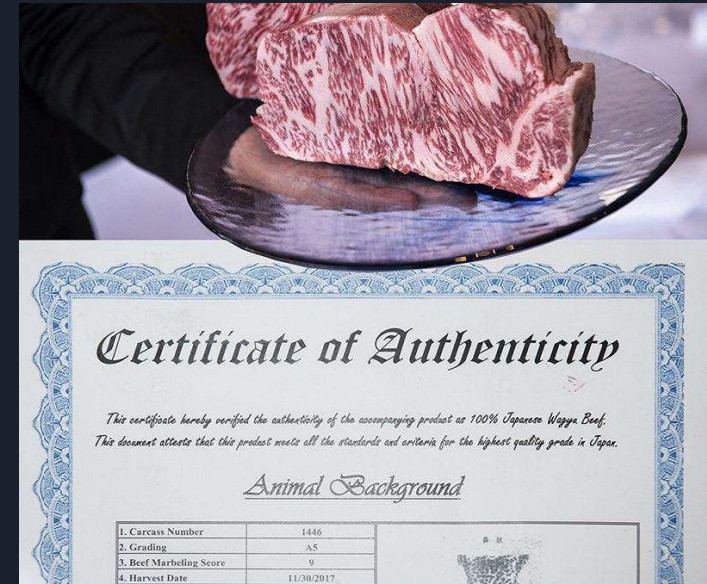 Certificate of Authenticity
This certificate hereby verified the authenticity of the accompanying product as 100% Japanese Wagyu Beef.
This document attests that this product meets all the standards and criteria for the highest quality grade in Japan.
Animal Background
1. Carcass Number 1446
2. Grading A5
3. Beef Marbeling Score 9
4. Harvest Date 11/30/2017